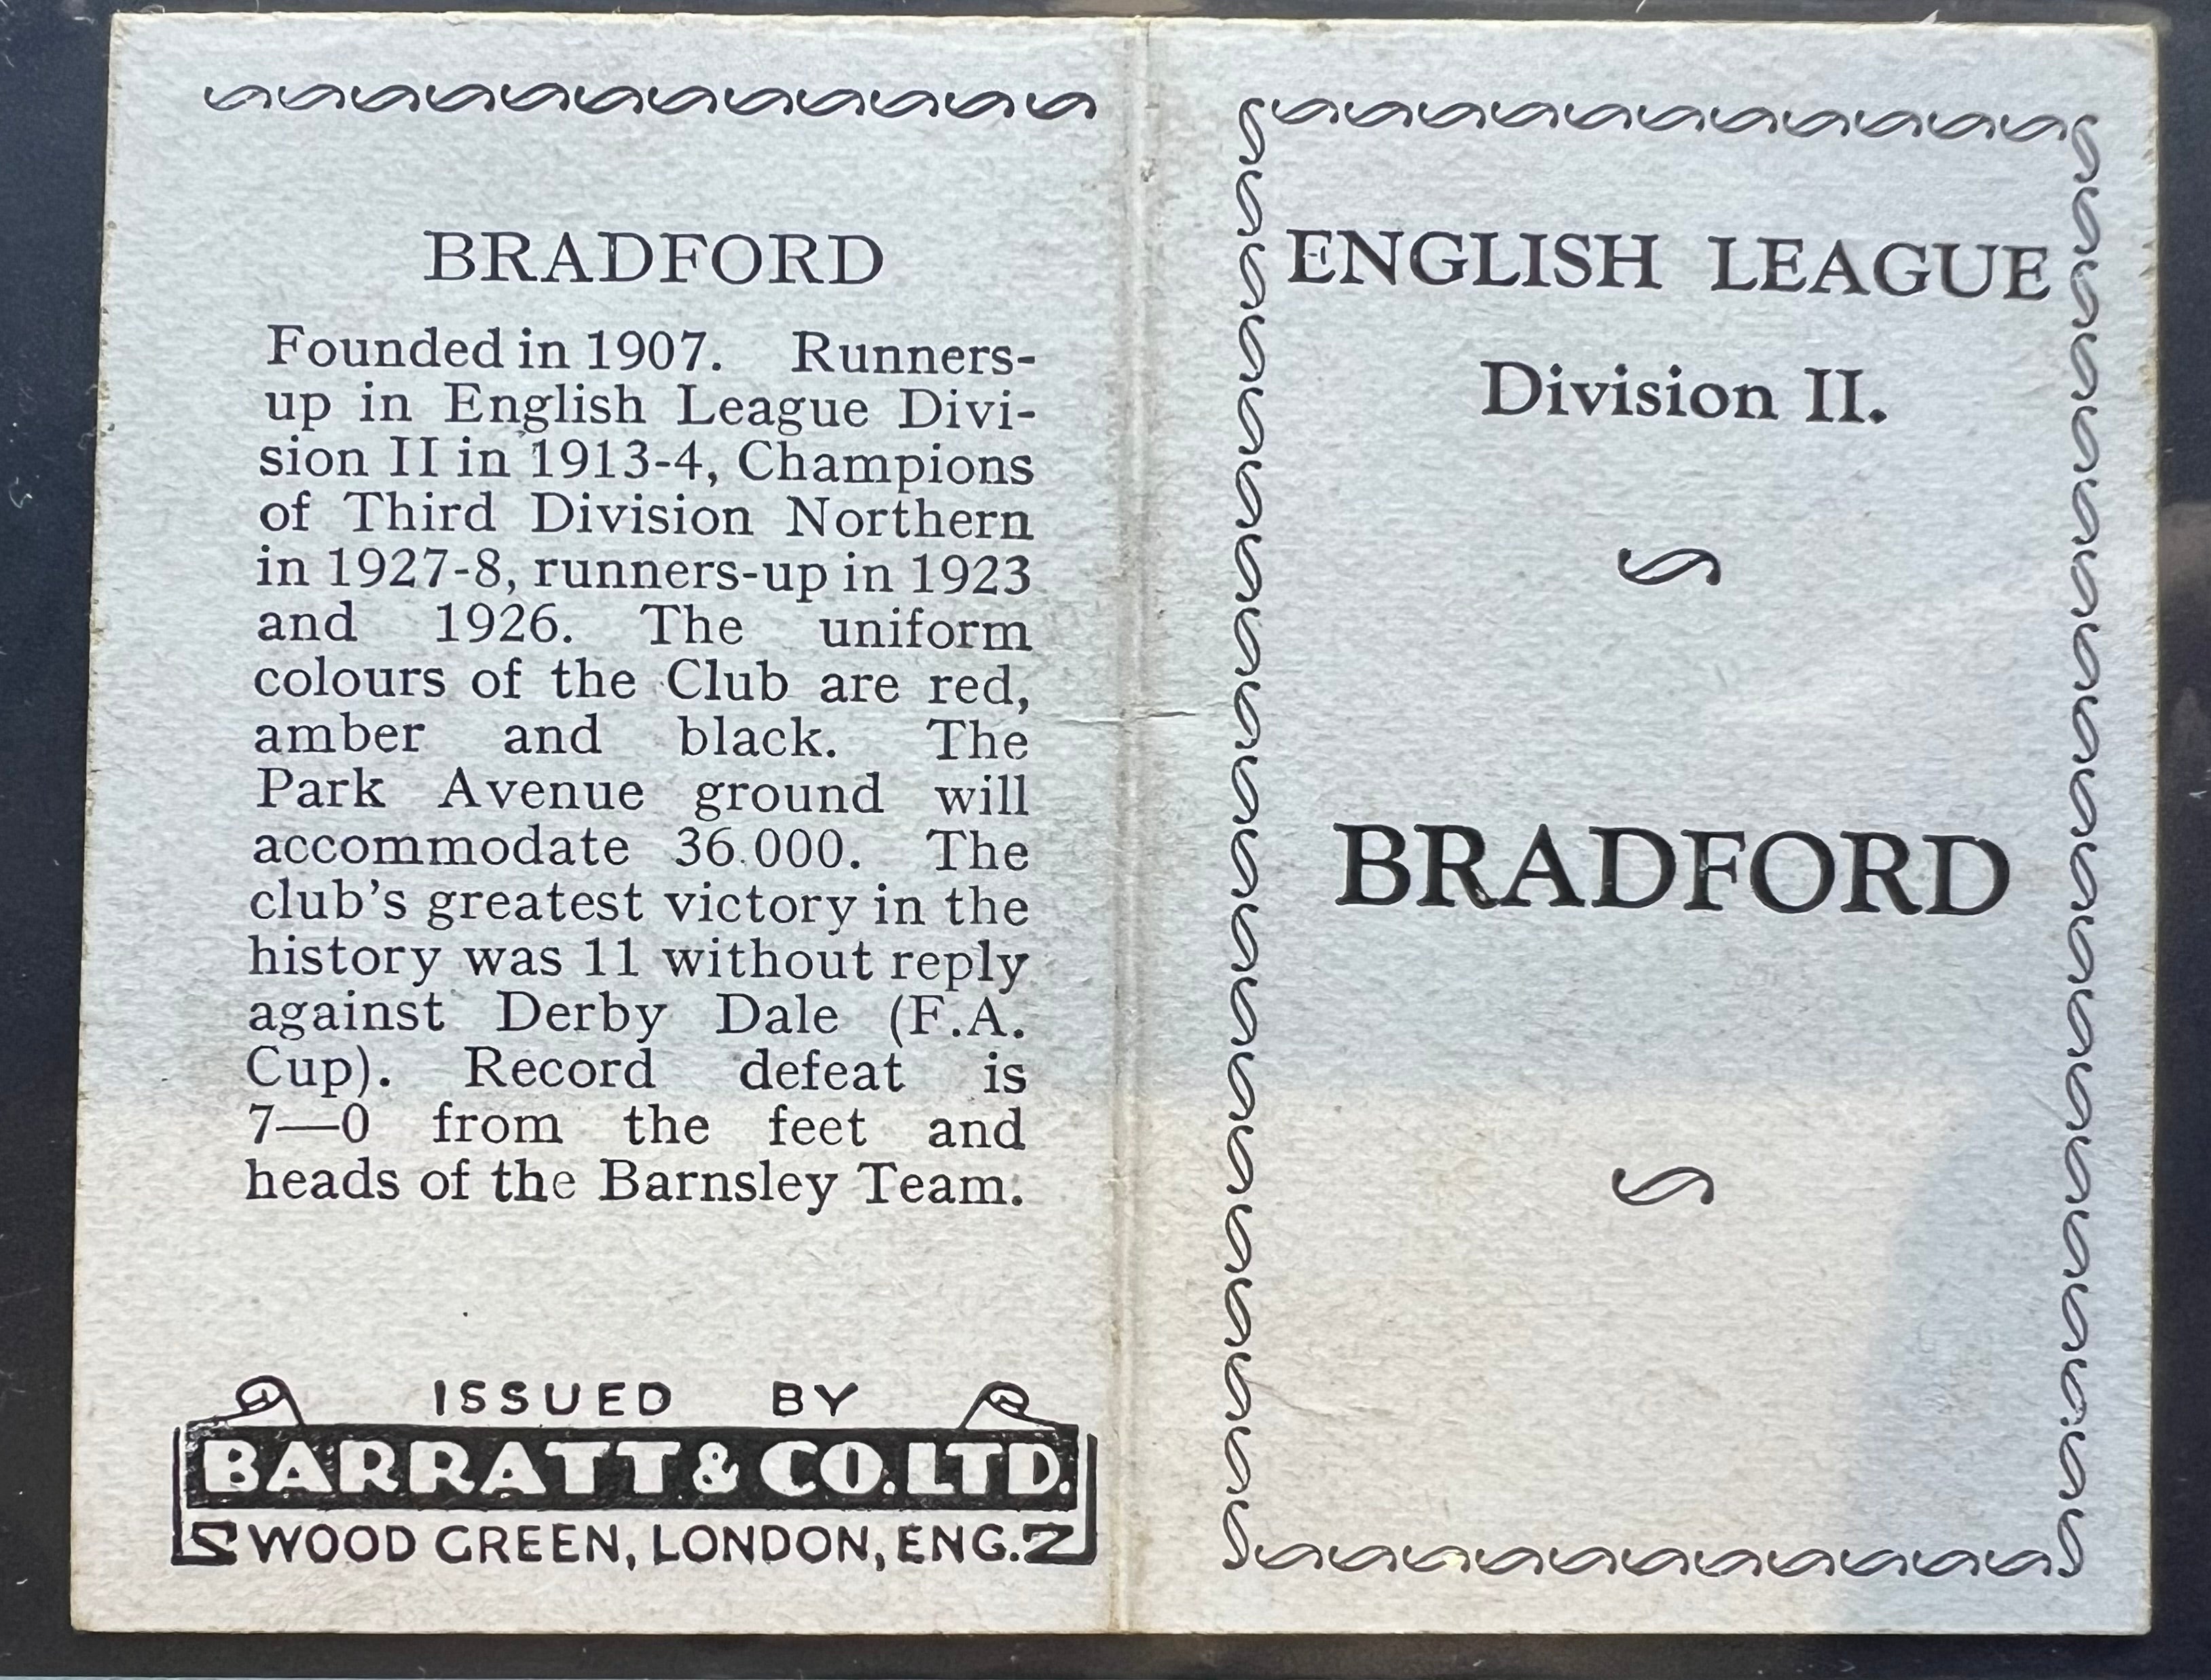 BRADFORD
Founded in 1907. Runners-
up in English League Divi-
sion II in 1913-4, Champions
of Third Division Northern
in 1927-8, runners-up in 1923
and 1926. The uniform
colours of the Club are red,
amber and black. The
Park Avenue ground will
accommodate 36.000. The
club's greatest victory in the
history was 11 without reply
against Derby Dale (F.A.
Cup). Record defeat is
7—0 from the feet and
heads of the Barnsley Team.
ISSUED BY
BARRATT & CO. LTD.
WOOD GREEN, LONDON, ENG.
ENGLISH LEAGUE
Division II.
BRADFORD